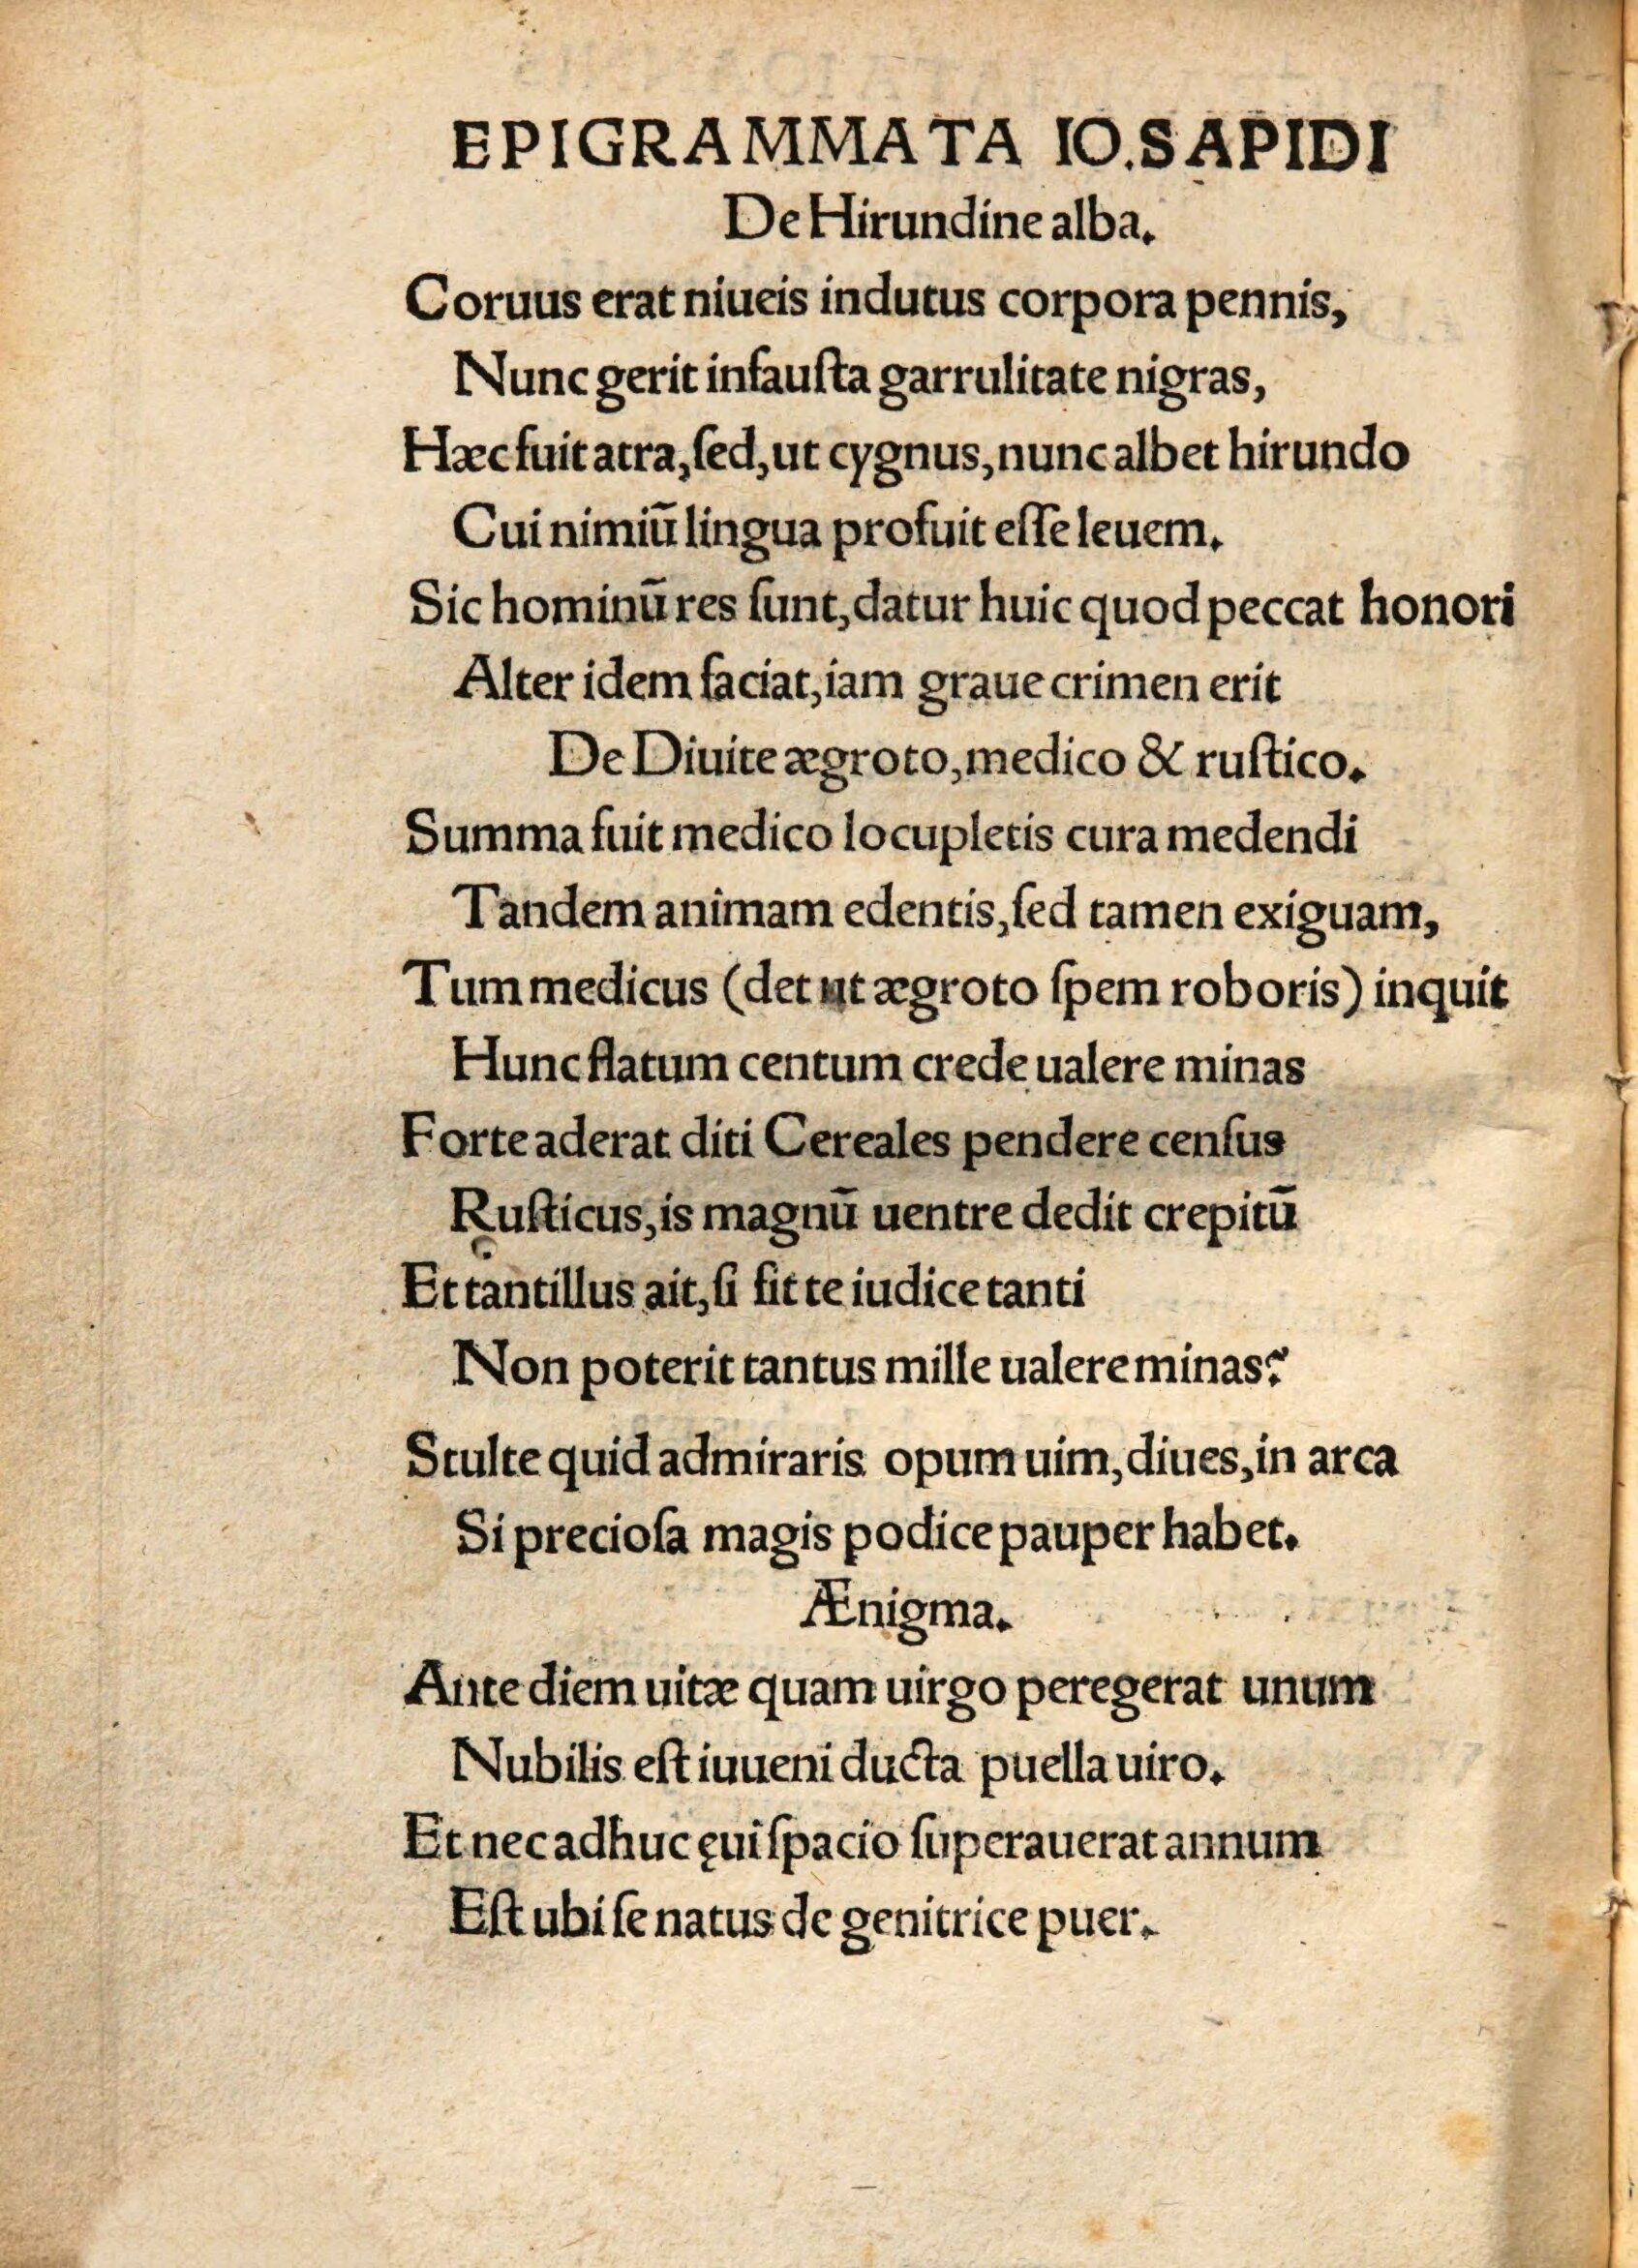 EPIGRAMMATA IO.SAPIDI
De Hirundine alba.
Coruus erat niueis indutus corpora pennis,
Nunc gerit infauſta garrulitate nigras,
Hæc fuit atra, ſed, ut cygnus, nunc albet hirundo
Cui nimiū lingua profuit eſſe leuem.
Sic hominū res ſunt, datur huic quod peccat honori
Alter idem faciat, iam graue crimen erit
De Diuite ægroto, medico & ruſtico.
Summa fuit medico locupletis cura medendi
Tandem animam edentis, ſed tamen exiguam,
Tum medicus (det ut ægroto ſpem roboris) inquit
Hunc flatum centum crede ualere minas
Forte aderat diti Cereales pendere cenſus
Ruſticus, is magnū uentre dedit crepitū
Et tantillus ait, ſi fit te iudice tanti
Non poterit tantus mille ualere minas?
Stulte quid admiraris opum uim, diues, in arca
Si precioſa magis podice pauper habet.
Ænigma.
Ante diem uitæ quam uirgo peregerat unum
Nubilis eſt iuueni ducta puella uiro.
Et nec adhuc ęui ſpacio ſuperauerat annum
Eſt ubi ſe natus de genitrice puer.